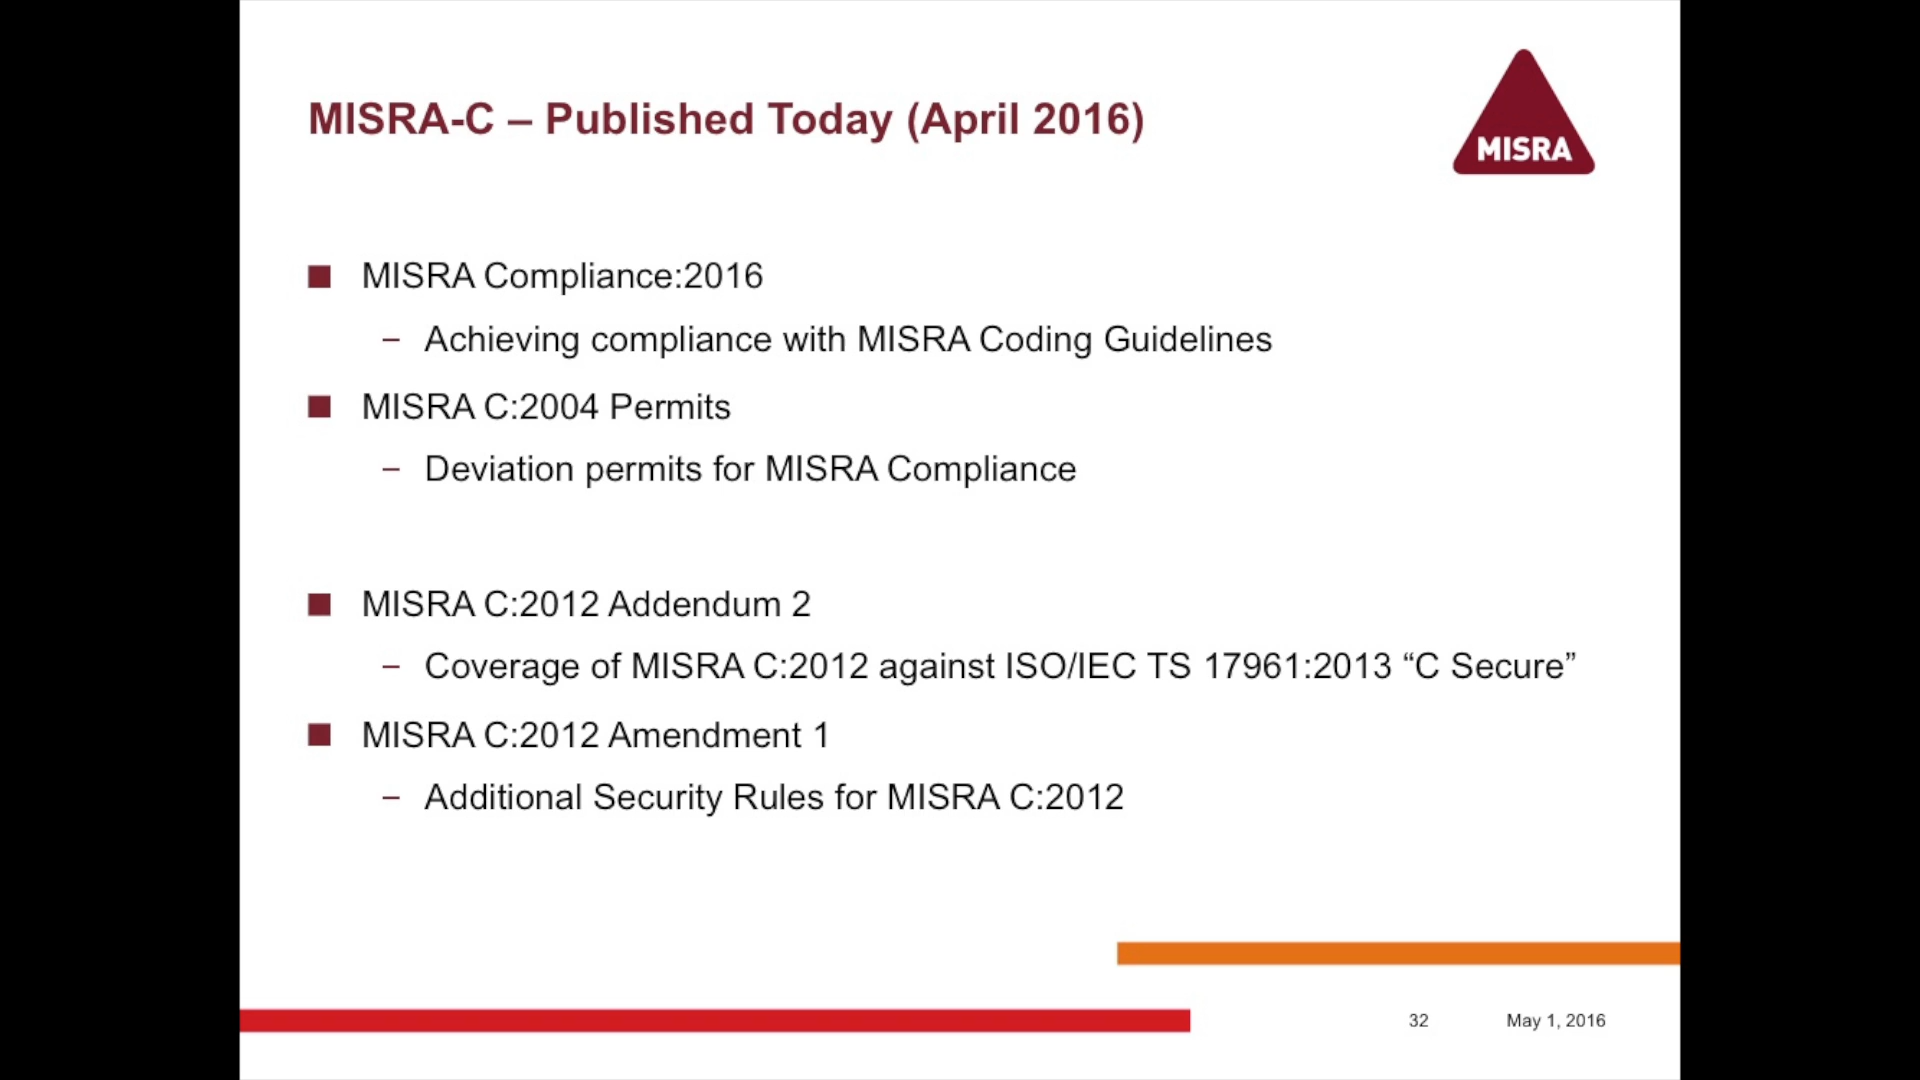 MISRA-C – Published Today (April 2016)
MISRA
MISRA Compliance:2016
– Achieving compliance with MISRA Coding Guidelines
MISRA C:2004 Permits
– Deviation permits for MISRA Compliance
MISRA C:2012 Addendum 2
– Coverage of MISRA C:2012 against ISO/IEC TS 17961:2013 “C Secure”
MISRA C:2012 Amendment 1
– Additional Security Rules for MISRA C:2012
32 May 1, 2016